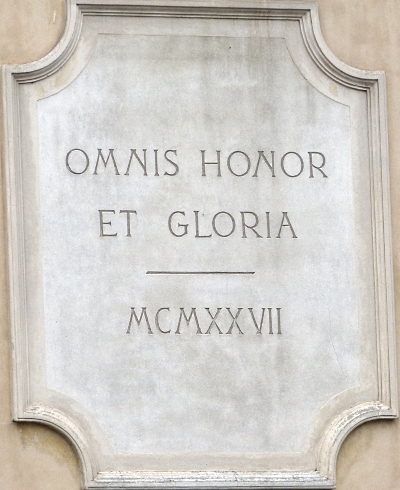 OMNIS HONOR
ET GLORIA
MCMXXVII